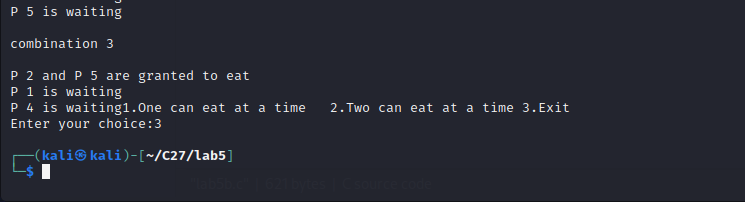 P 5 is waiting
combination 3
P 2 and P 5 are granted to eat
P 1 is waiting
P 4 is waiting1.One can eat at a time   2.Two can eat at a time 3.Exit
Enter your choice:3
┌──(kali㉿kali)-[~/C27/lab5]
└─$